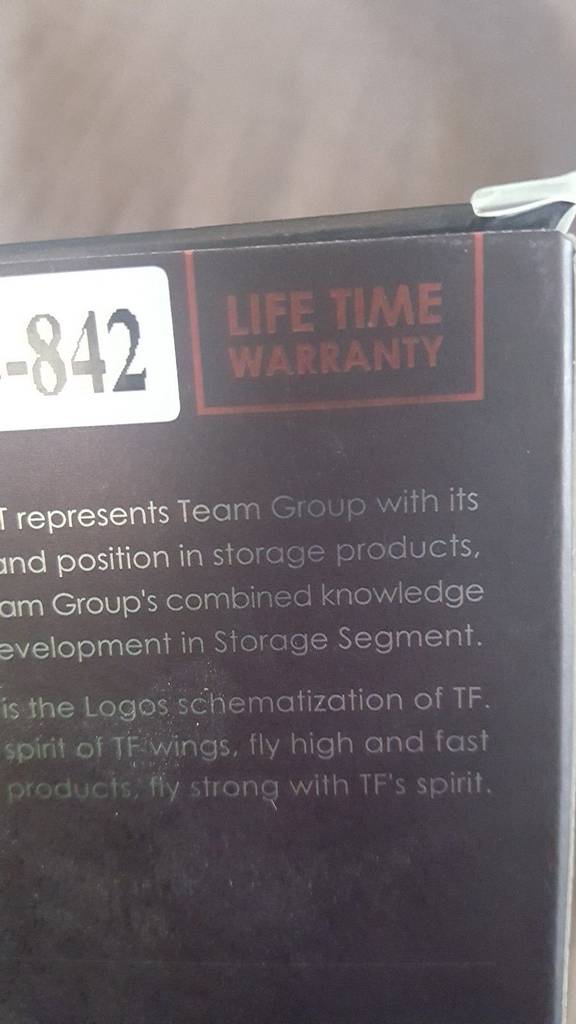 -842
LIFE TIME
WARRANTY
T represents Team Group with its
and position in storage products,
am Group's combined knowledge
evelopment in Storage Segment.
is the Logos schematization of TF.
spirit of TF wings, fly high and fast
products, fly strong with TF's spirit.